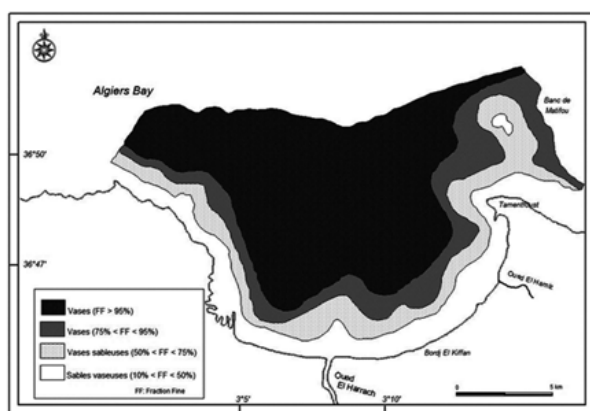 Algiers Bay
Banc de
Matifou
36°50'
Tamentfoust
36°47'
Oued El Hamiz
Vases (FF > 95%)
Vases (75% < FF < 95%)
Vases sableuses (50% < FF < 75%)
Sables vaseuses (10% < FF < 50%)
FF: Fraction Fine
Bordj El Kiffan
Oued
El Harrach
3°5'
3°10'
0
5 km